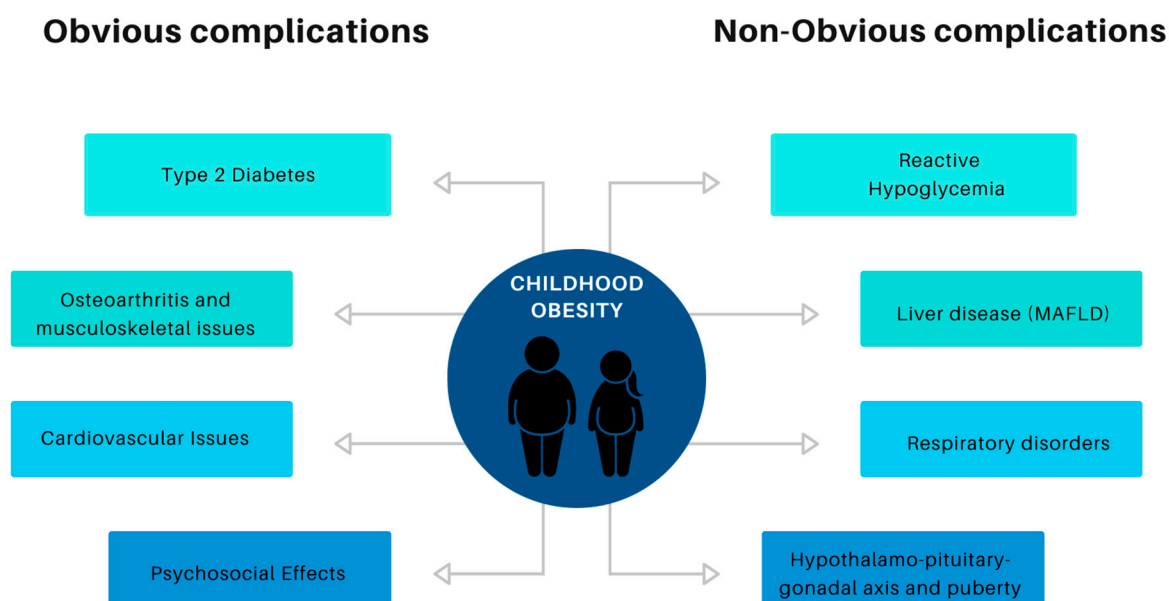 Obvious complications
Non-Obvious complications
Type 2 Diabetes
Reactive
Hypoglycemia
CHILDHOOD
OBESITY
Osteoarthritis and
musculoskeletal issues
Liver disease (MAFLD)
Cardiovascular Issues
Respiratory disorders
Psychosocial Effects
Hypothalamo-pituitary-
gonadal axis and puberty